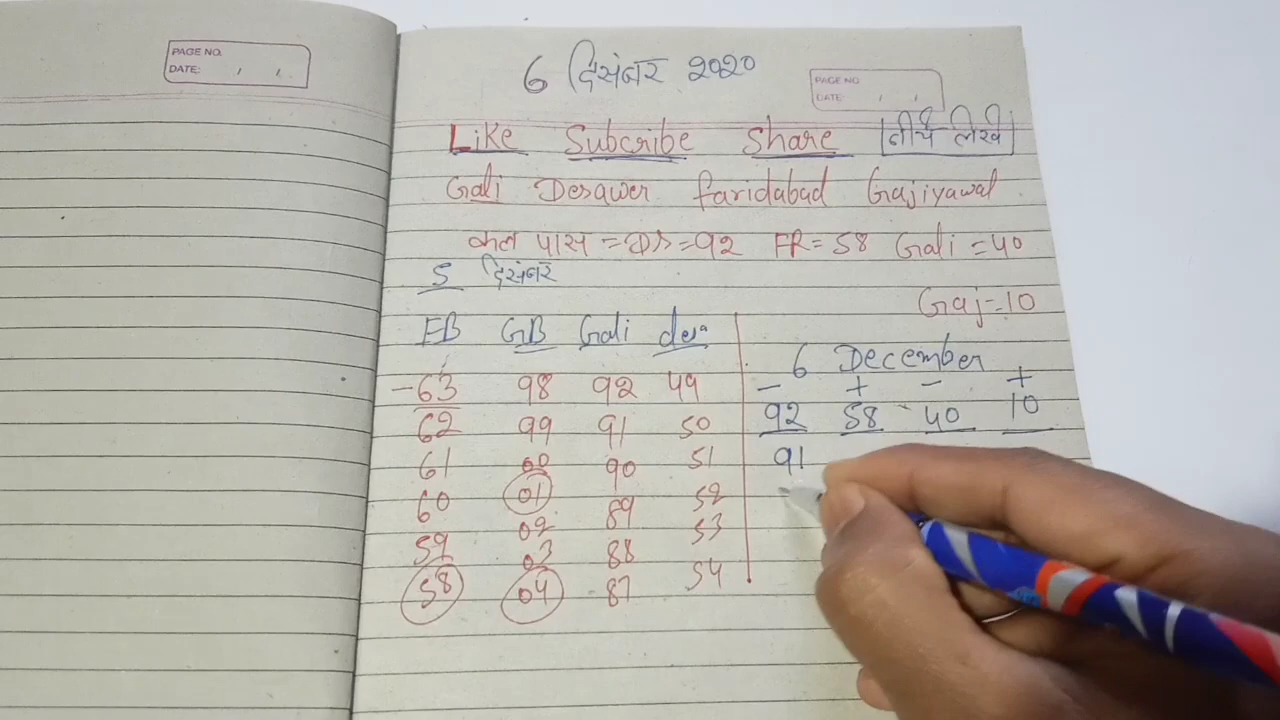 PAGE NO.
DATE:
6 दिसंबर 2020
PAGE NO
DATE:
Like Subcribe Share नीचे लिखे
Gali Desawer faridabad Gajiyawal
कल पास = DS = 92 FR = 58 Gali = 40
5 दिसंबर
Gaj = 10
FB GB Gali desa
6 December
- + - +
-63 98 92 49
92 58 40 10
62 99 91 50
91
61 00 90 51
60 01 89 52
59 02 88 53
58 03 87 54
04